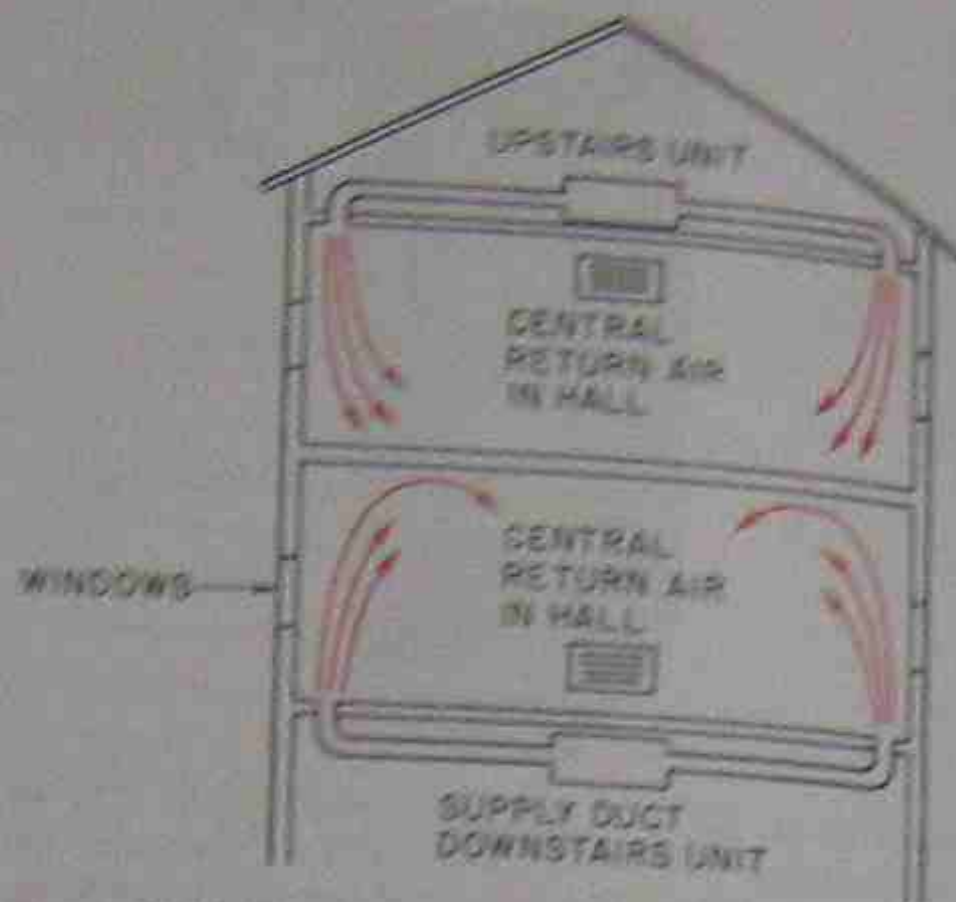 UPSTAIRS UNIT
CENTRAL
RETURN AIR
IN HALL
CENTRAL
RETURN AIR
IN HALL
WINDOWS
SUPPLY DUCT
DOWNSTAIRS UNIT